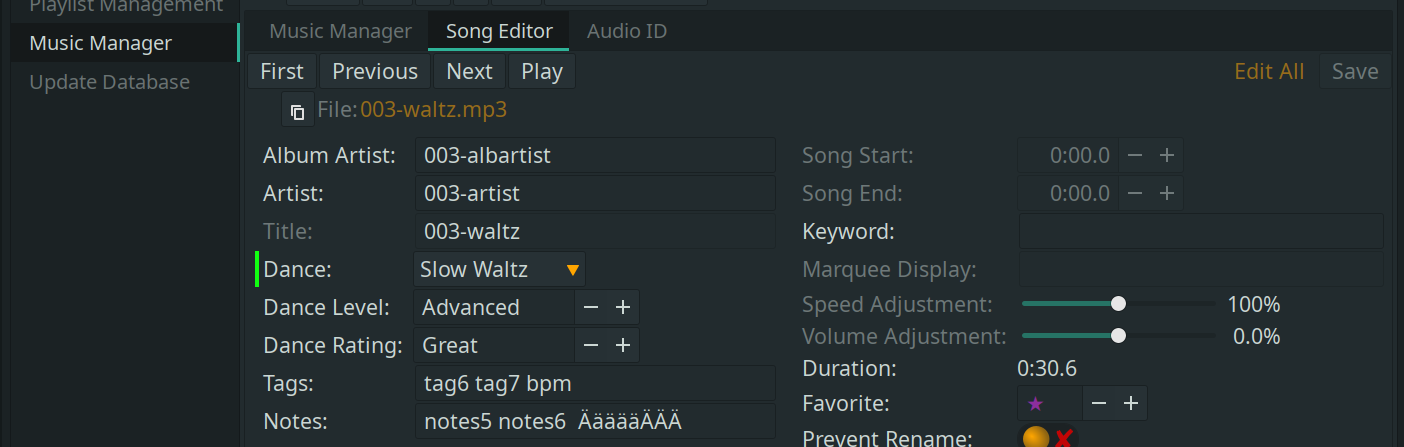 Playlist Management
Music Manager
Update Database
Music Manager Song Editor Audio ID
First Previous Next Play Edit All Save
File:003-waltz.mp3
Album Artist: 003-albartist
Artist: 003-artist
Title: 003-waltz
Dance: Slow Waltz
Dance Level: Advanced − +
Dance Rating: Great − +
Tags: tag6 tag7 bpm
Notes: notes5 notes6 ÄääääÄÄÄ
Song Start: 0:00.0 − +
Song End: 0:00.0 − +
Keyword:
Marquee Display:
Speed Adjustment: 100%
Volume Adjustment: 0.0%
Duration: 0:30.6
Favorite: ★ − +
Prevent Rename: